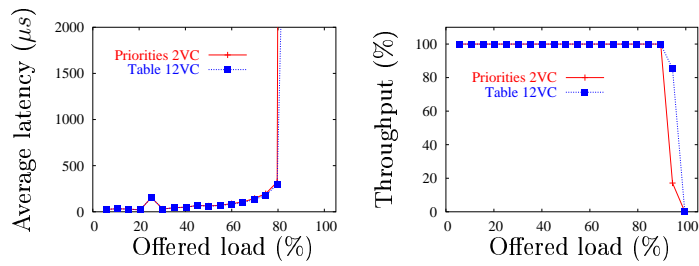 Average latency (μs)
2000
1500
1000
500
0
Priorities 2VC
Table 12VC
0 20 40 60 80 100
Offered load (%)
Throughput (%)
100
80
60
40
20
0
Priorities 2VC
Table 12VC
0 20 40 60 80 100
Offered load (%)